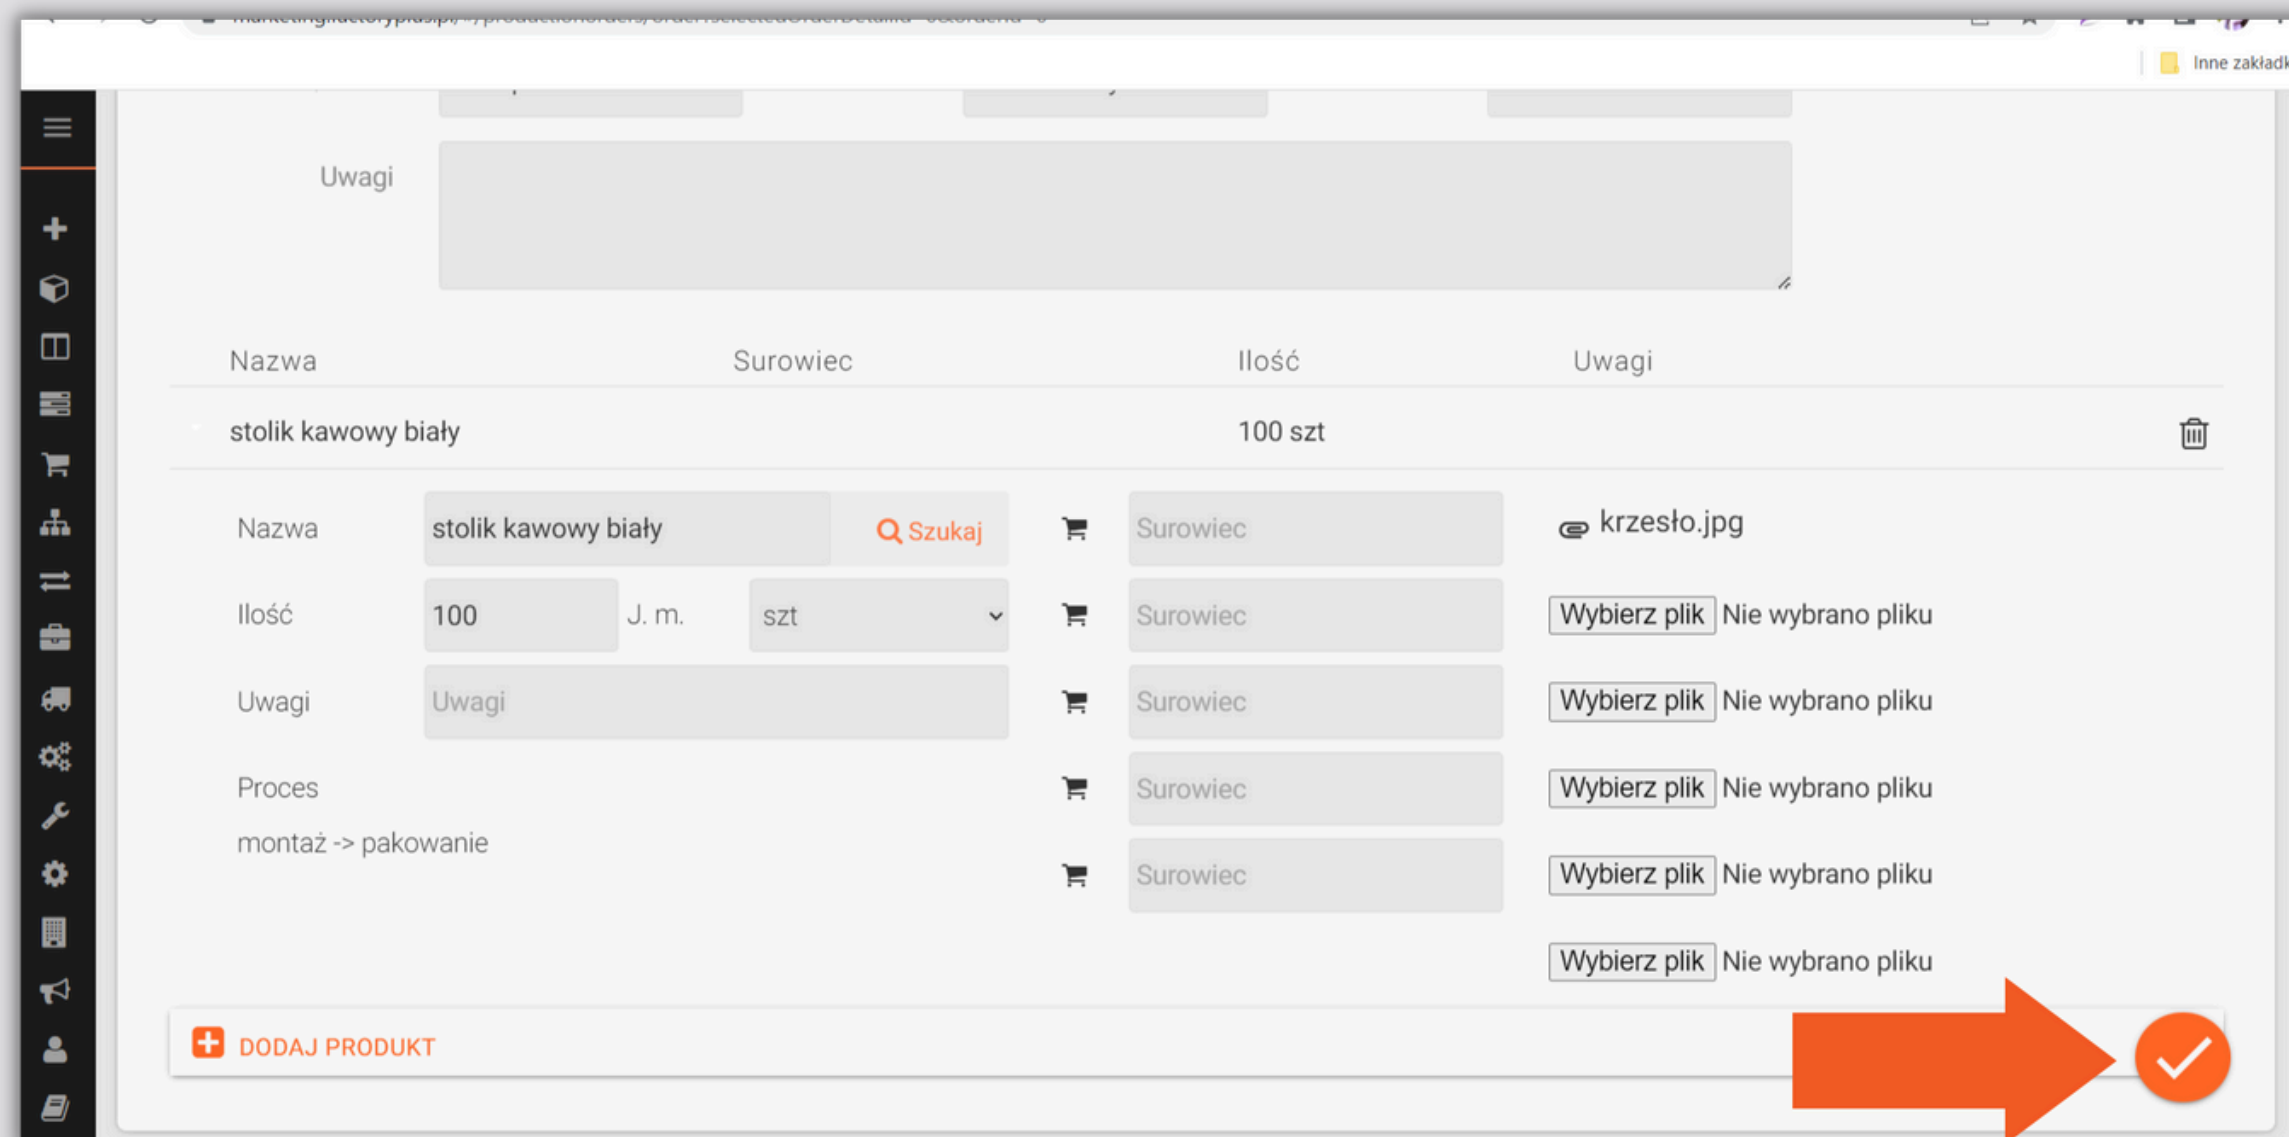 Inne zakładk
Uwagi
Nazwa Surowiec Ilość Uwagi
stolik kawowy biały 100 szt
Nazwa stolik kawowy biały Szukaj Surowiec krzesło.jpg
Ilość 100 J. m. szt Surowiec Wybierz plik Nie wybrano pliku
Uwagi Uwagi Surowiec Wybierz plik Nie wybrano pliku
Proces Surowiec Wybierz plik Nie wybrano pliku
montaż -> pakowanie
Surowiec Wybierz plik Nie wybrano pliku
Wybierz plik Nie wybrano pliku
DODAJ PRODUKT